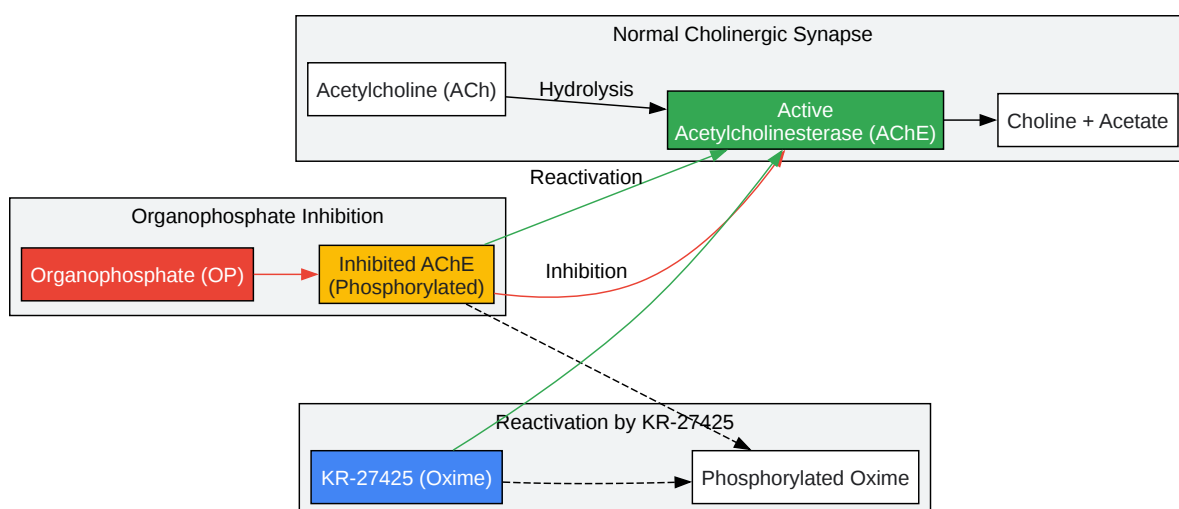 Normal Cholinergic Synapse
Acetylcholine (ACh)
Hydrolysis
Active
Acetylcholinesterase (AChE)
Choline + Acetate
Reactivation
Organophosphate Inhibition
Organophosphate (OP)
Inhibited AChE
(Phosphorylated)
Inhibition
Reactivation by KR-27425
KR-27425 (Oxime)
Phosphorylated Oxime